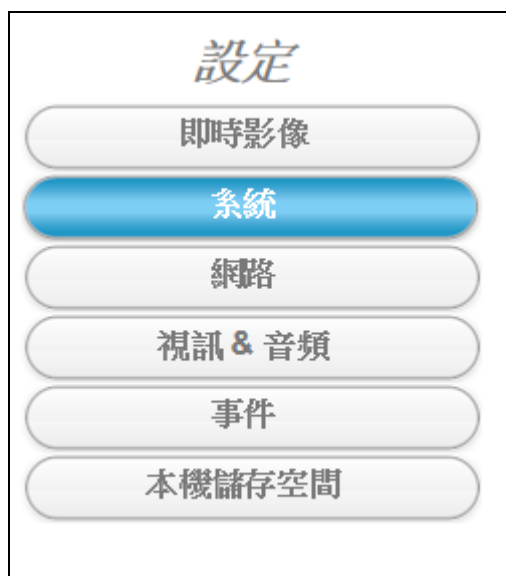 設定
即時影像
系統
網路
視訊 & 音頻
事件
本機儲存空間